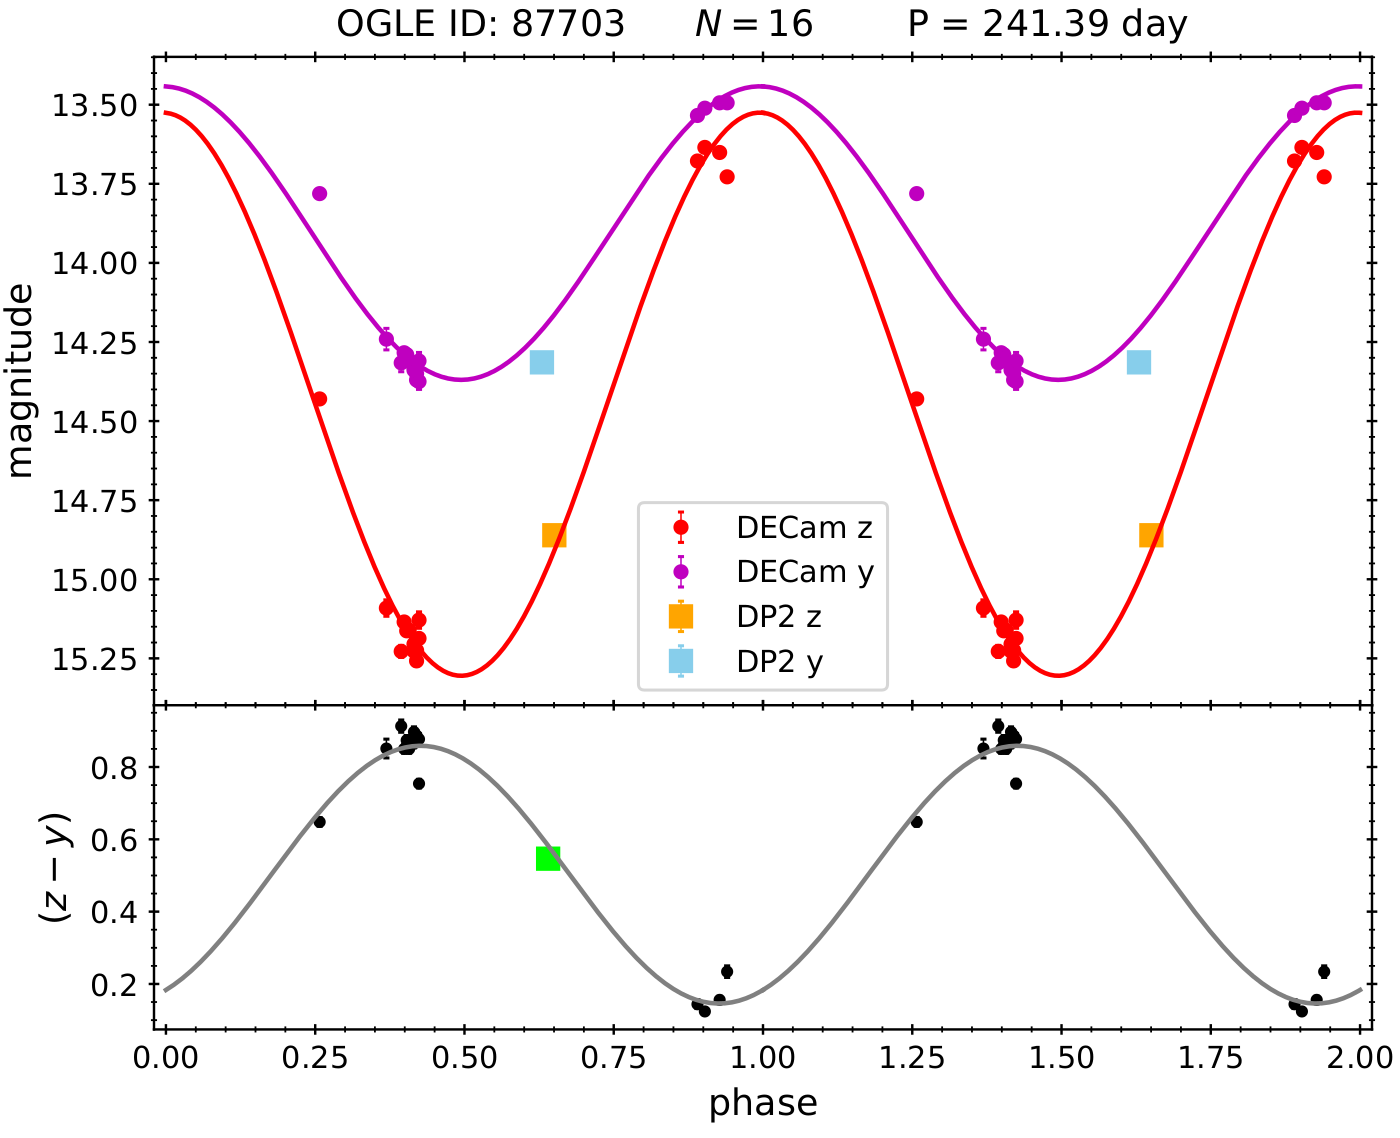 OGLE ID: 87703 N = 16 P = 241.39 day
13.50
13.75
14.00
14.25
14.50
14.75
15.00
15.25
magnitude
DECam z
DECam y
DP2 z
DP2 y
0.8
0.6
0.4
0.2
(z − y)
0.00 0.25 0.50 0.75 1.00 1.25 1.50 1.75 2.00
phase